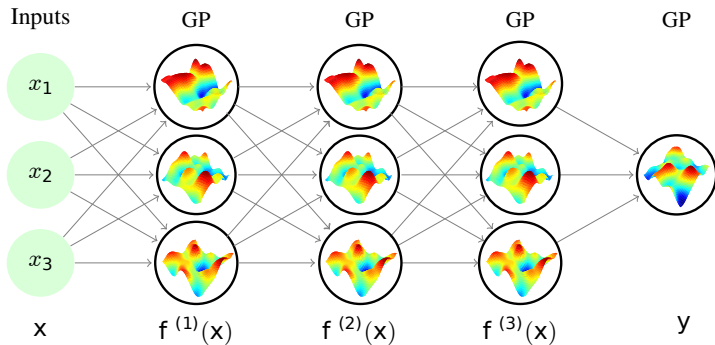 Inputs GP GP GP GP
x1
x2
x3
x f (1)(x) f (2)(x) f (3)(x) y